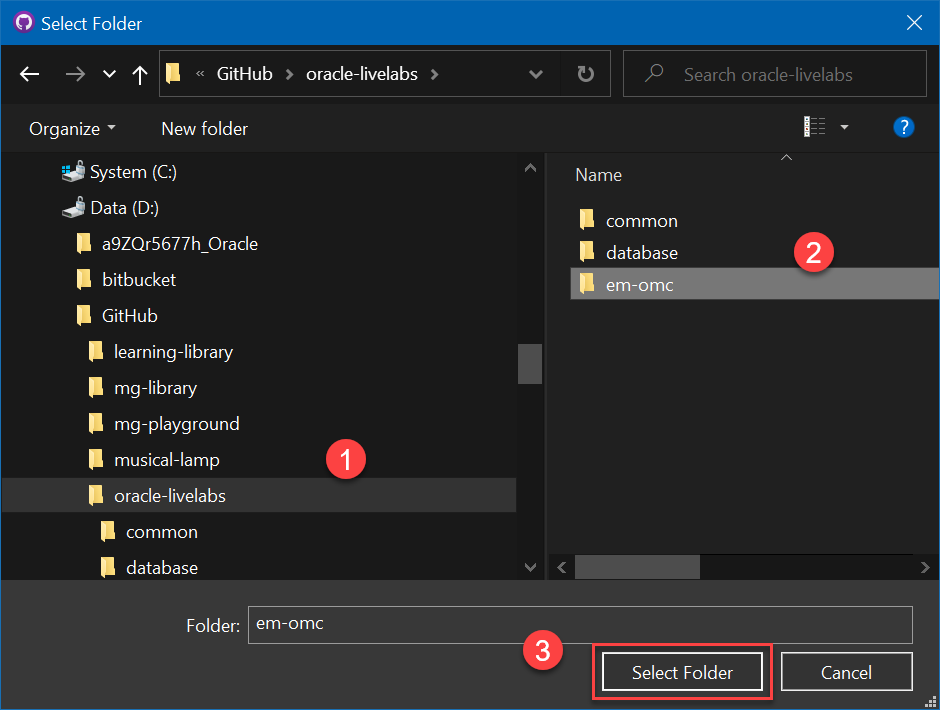 Select Folder
« GitHub > oracle-livelabs > Search oracle-livelabs
Organize New folder ?
System (C:)
Data (D:)
a9ZQr5677h_Oracle
bitbucket
GitHub
learning-library
mg-library
mg-playground
musical-lamp
1
oracle-livelabs
common
database
Name
common
database
2
em-omc
Folder: em-omc
3
Select Folder Cancel